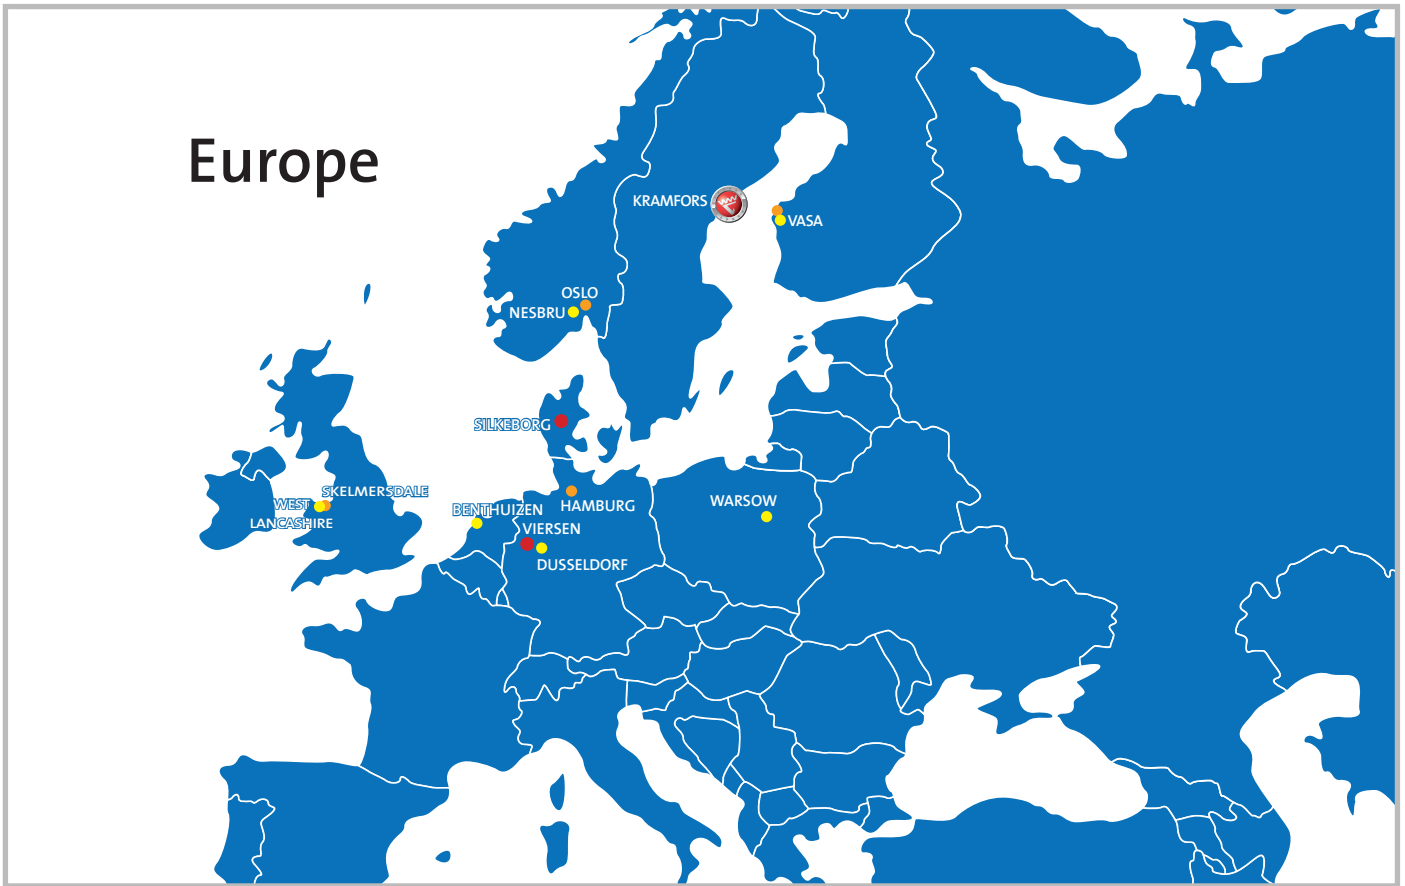 Europe
KRAMFORS
VASA
OSLO
NESBRU
SILKEBORG
SKELMERSDALE
WEST
LANCASHIRE
BENTHUIZEN
HAMBURG
WARSOW
VIERSEN
DUSSELDORF